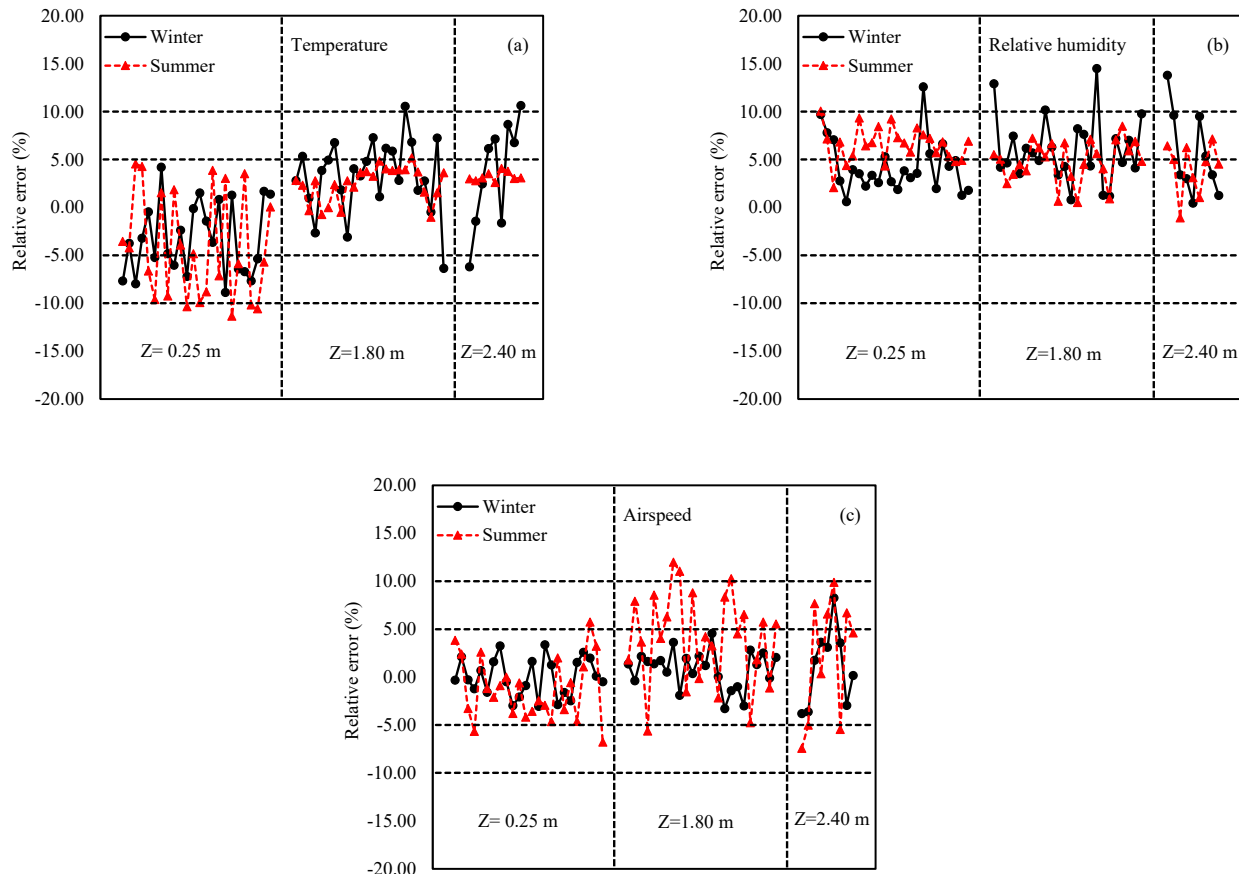 20.00
15.00
10.00
5.00
0.00
-5.00
-10.00
-15.00
-20.00
Relative error (%)
Winter
Summer
Temperature
(a)
Z= 0.25 m
Z=1.80 m
Z=2.40 m
20.00
15.00
10.00
5.00
0.00
-5.00
-10.00
-15.00
-20.00
Relative error (%)
Winter
Summer
Relative humidity
(b)
Z= 0.25 m
Z=1.80 m
Z=2.40 m
20.00
15.00
10.00
5.00
0.00
-5.00
-10.00
-15.00
-20.00
Relative error (%)
Winter
Summer
Airspeed
(c)
Z= 0.25 m
Z=1.80 m
Z=2.40 m